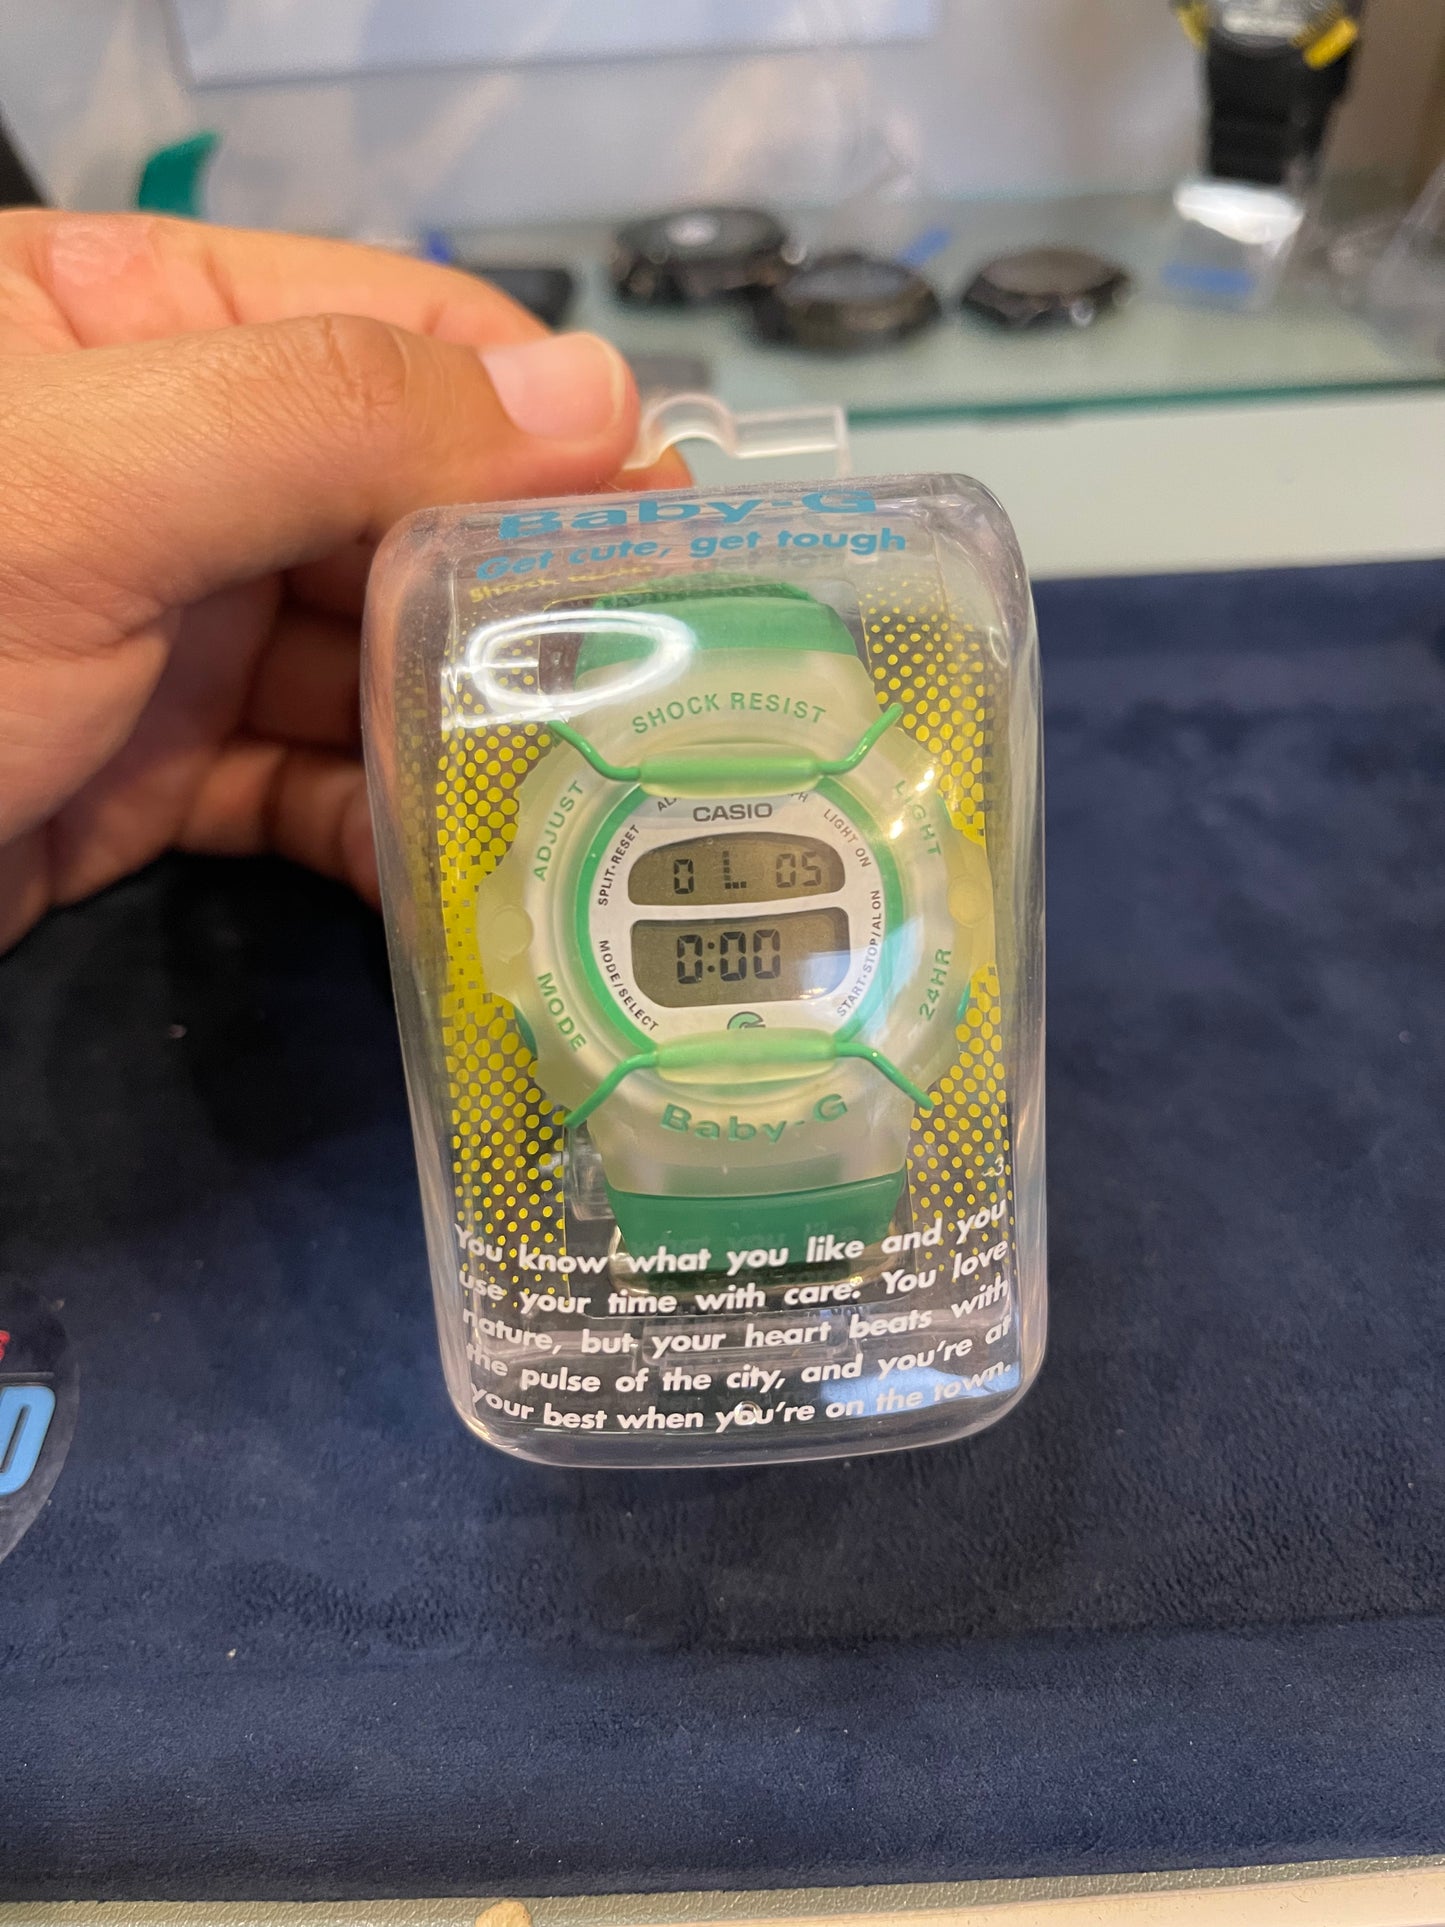 Baby-G
Get cute, get tough
Shock
SHOCK RESIST
ADJUST
LIGHT
CASIO
SPLIT•RESET
LIGHT ON
0 L 05
0:00
MODE/SELECT
START•STOP/AL ON
MODE
24HR
G
Baby-G
3
You know what you like and you
use your time with care. You love
nature, but your heart beats with
the pulse of the city, and you're at
your best when you're on the town.